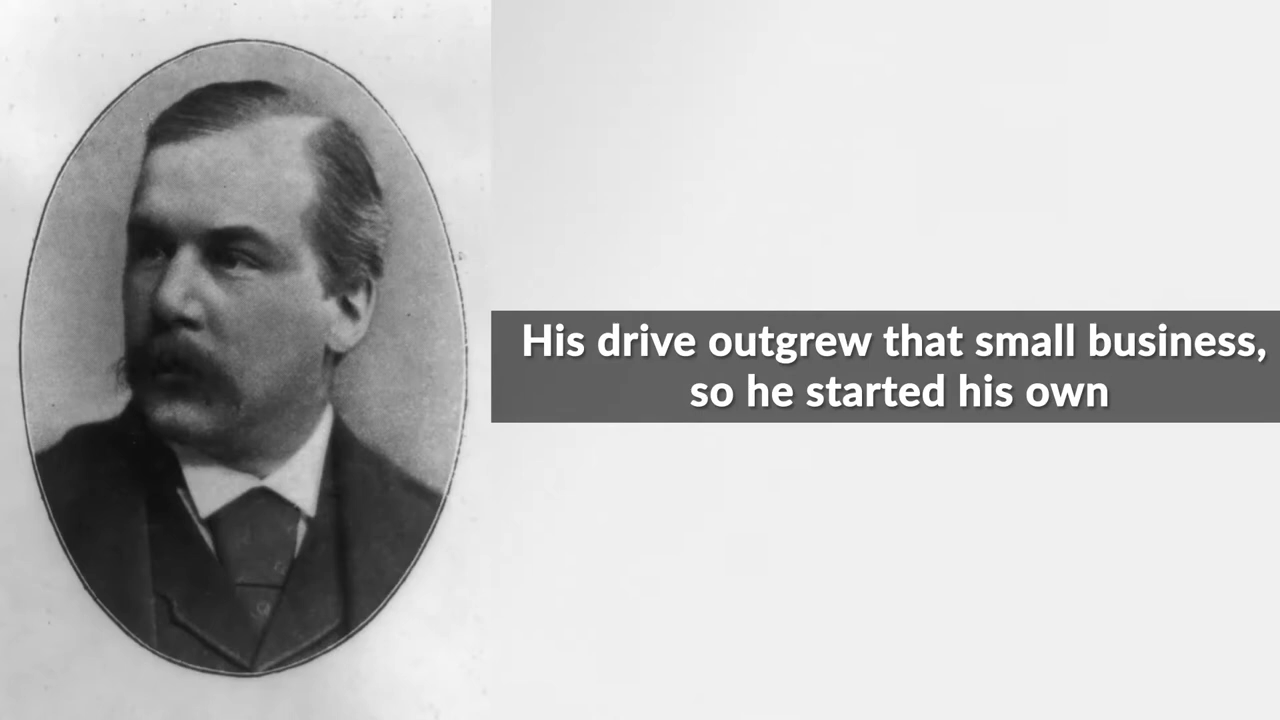 His drive outgrew that small business,
so he started his own